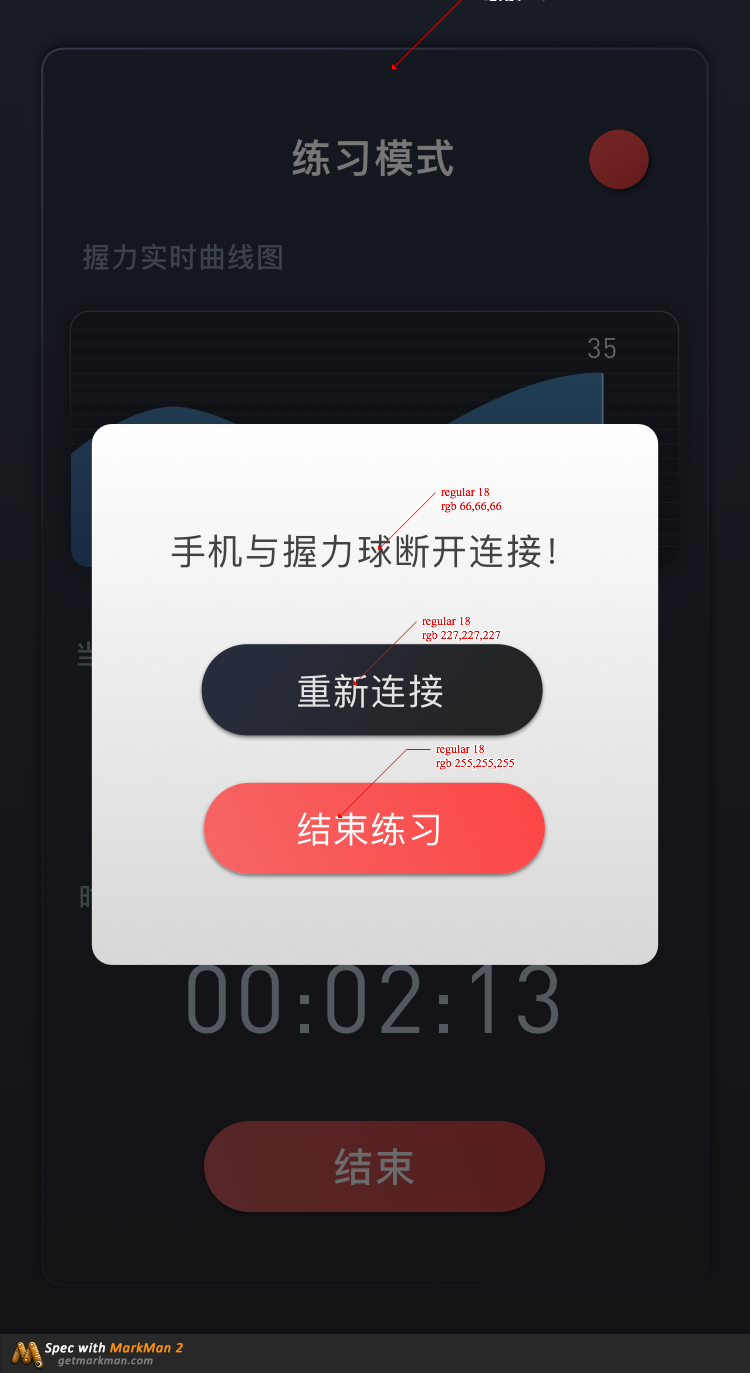 练习模式
握力实时曲线图
35
regular 18
rgb 66,66,66
手机与握力球断开连接!
regular 18
rgb 227,227,227
重新连接
regular 18
rgb 255,255,255
结束练习
00:02:13
结束
Spec with MarkMan 2
getmarkman.com